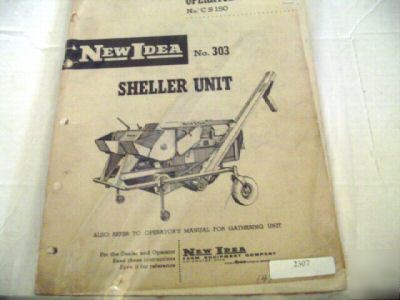 OPERATOR
No. CS150
NEW IDEA
No. 303
SHELLER UNIT
ALSO REFER TO OPERATOR'S MANUAL FOR GATHERING UNIT
For the Dealer and Operator
Read these instructions
Save it for reference
NEW IDEA
FARM EQUIPMENT COMPANY
2307